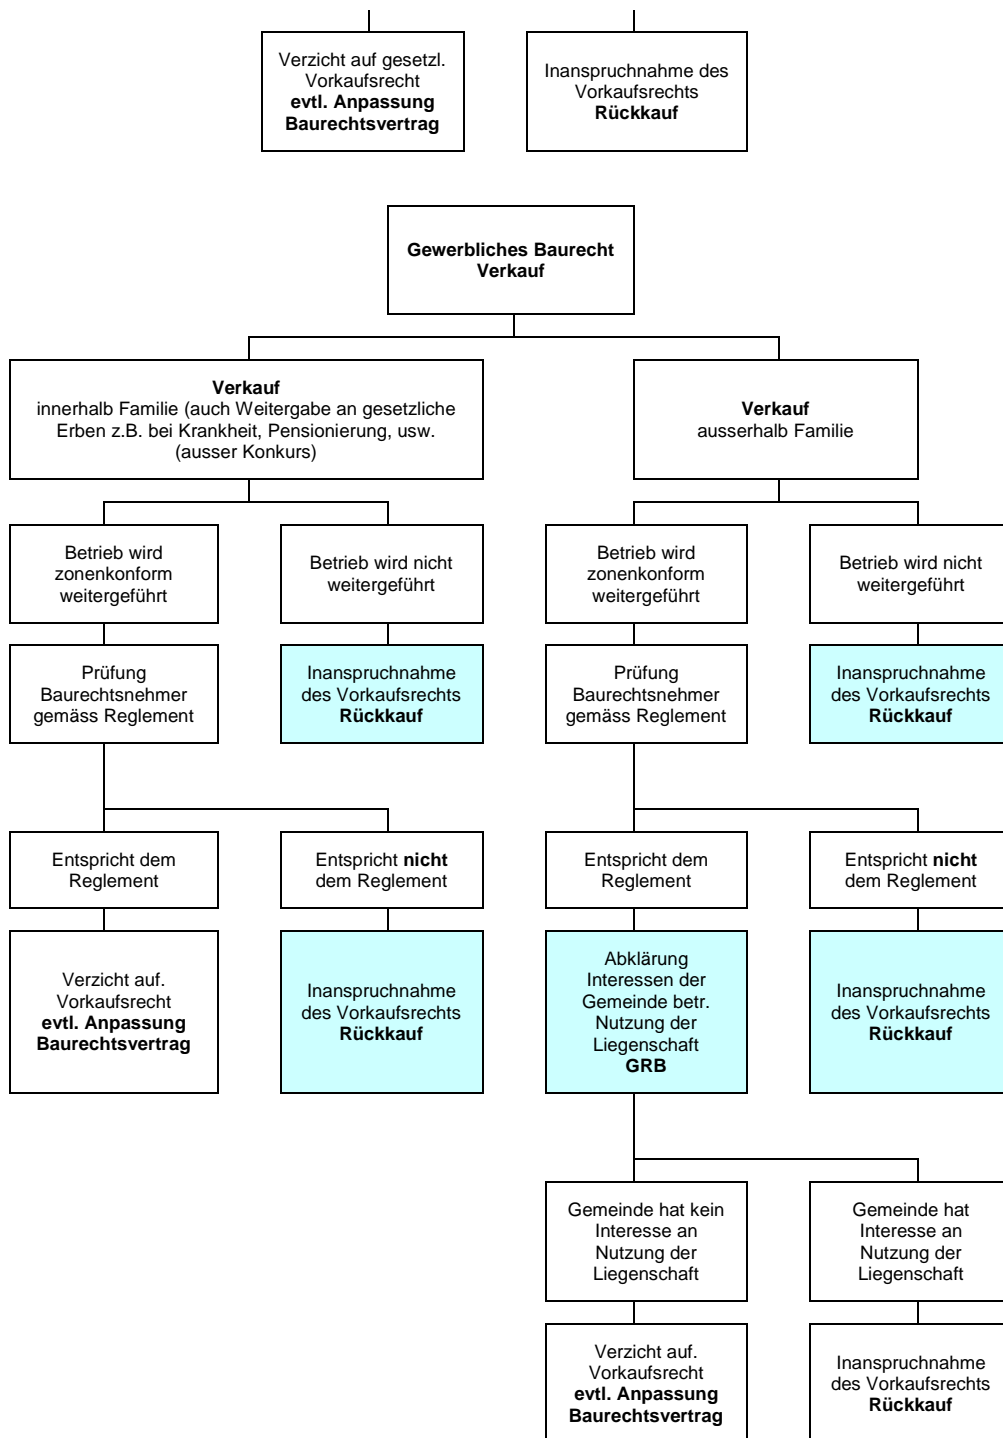 Verzicht auf gesetzl.
Vorkaufsrecht
evtl. Anpassung
Baurechtsvertrag
Inanspruchnahme des
Vorkaufsrechts
Rückkauf
Gewerbliches Baurecht
Verkauf
Verkauf
innerhalb Familie (auch Weitergabe an gesetzliche
Erben z.B. bei Krankheit, Pensionierung, usw.
(ausser Konkurs)
Verkauf
ausserhalb Familie
Betrieb wird
zonenkonform
weitergeführt
Betrieb wird nicht
weitergeführt
Betrieb wird
zonenkonform
weitergeführt
Betrieb wird nicht
weitergeführt
Prüfung
Baurechtsnehmer
gemäss Reglement
Inanspruchnahme
des Vorkaufsrechts
Rückkauf
Prüfung
Baurechtsnehmer
gemäss Reglement
Inanspruchnahme
des Vorkaufsrechts
Rückkauf
Entspricht dem
Reglement
Entspricht nicht
dem Reglement
Entspricht dem
Reglement
Entspricht nicht
dem Reglement
Verzicht auf.
Vorkaufsrecht
evtl. Anpassung
Baurechtsvertrag
Inanspruchnahme
des Vorkaufsrechts
Rückkauf
Abklärung
Interessen der
Gemeinde betr.
Nutzung der
Liegenschaft
GRB
Inanspruchnahme
des Vorkaufsrechts
Rückkauf
Gemeinde hat kein
Interesse an
Nutzung der
Liegenschaft
Gemeinde hat
Interesse an
Nutzung der
Liegenschaft
Verzicht auf.
Vorkaufsrecht
evtl. Anpassung
Baurechtsvertrag
Inanspruchnahme
des Vorkaufsrechts
Rückkauf